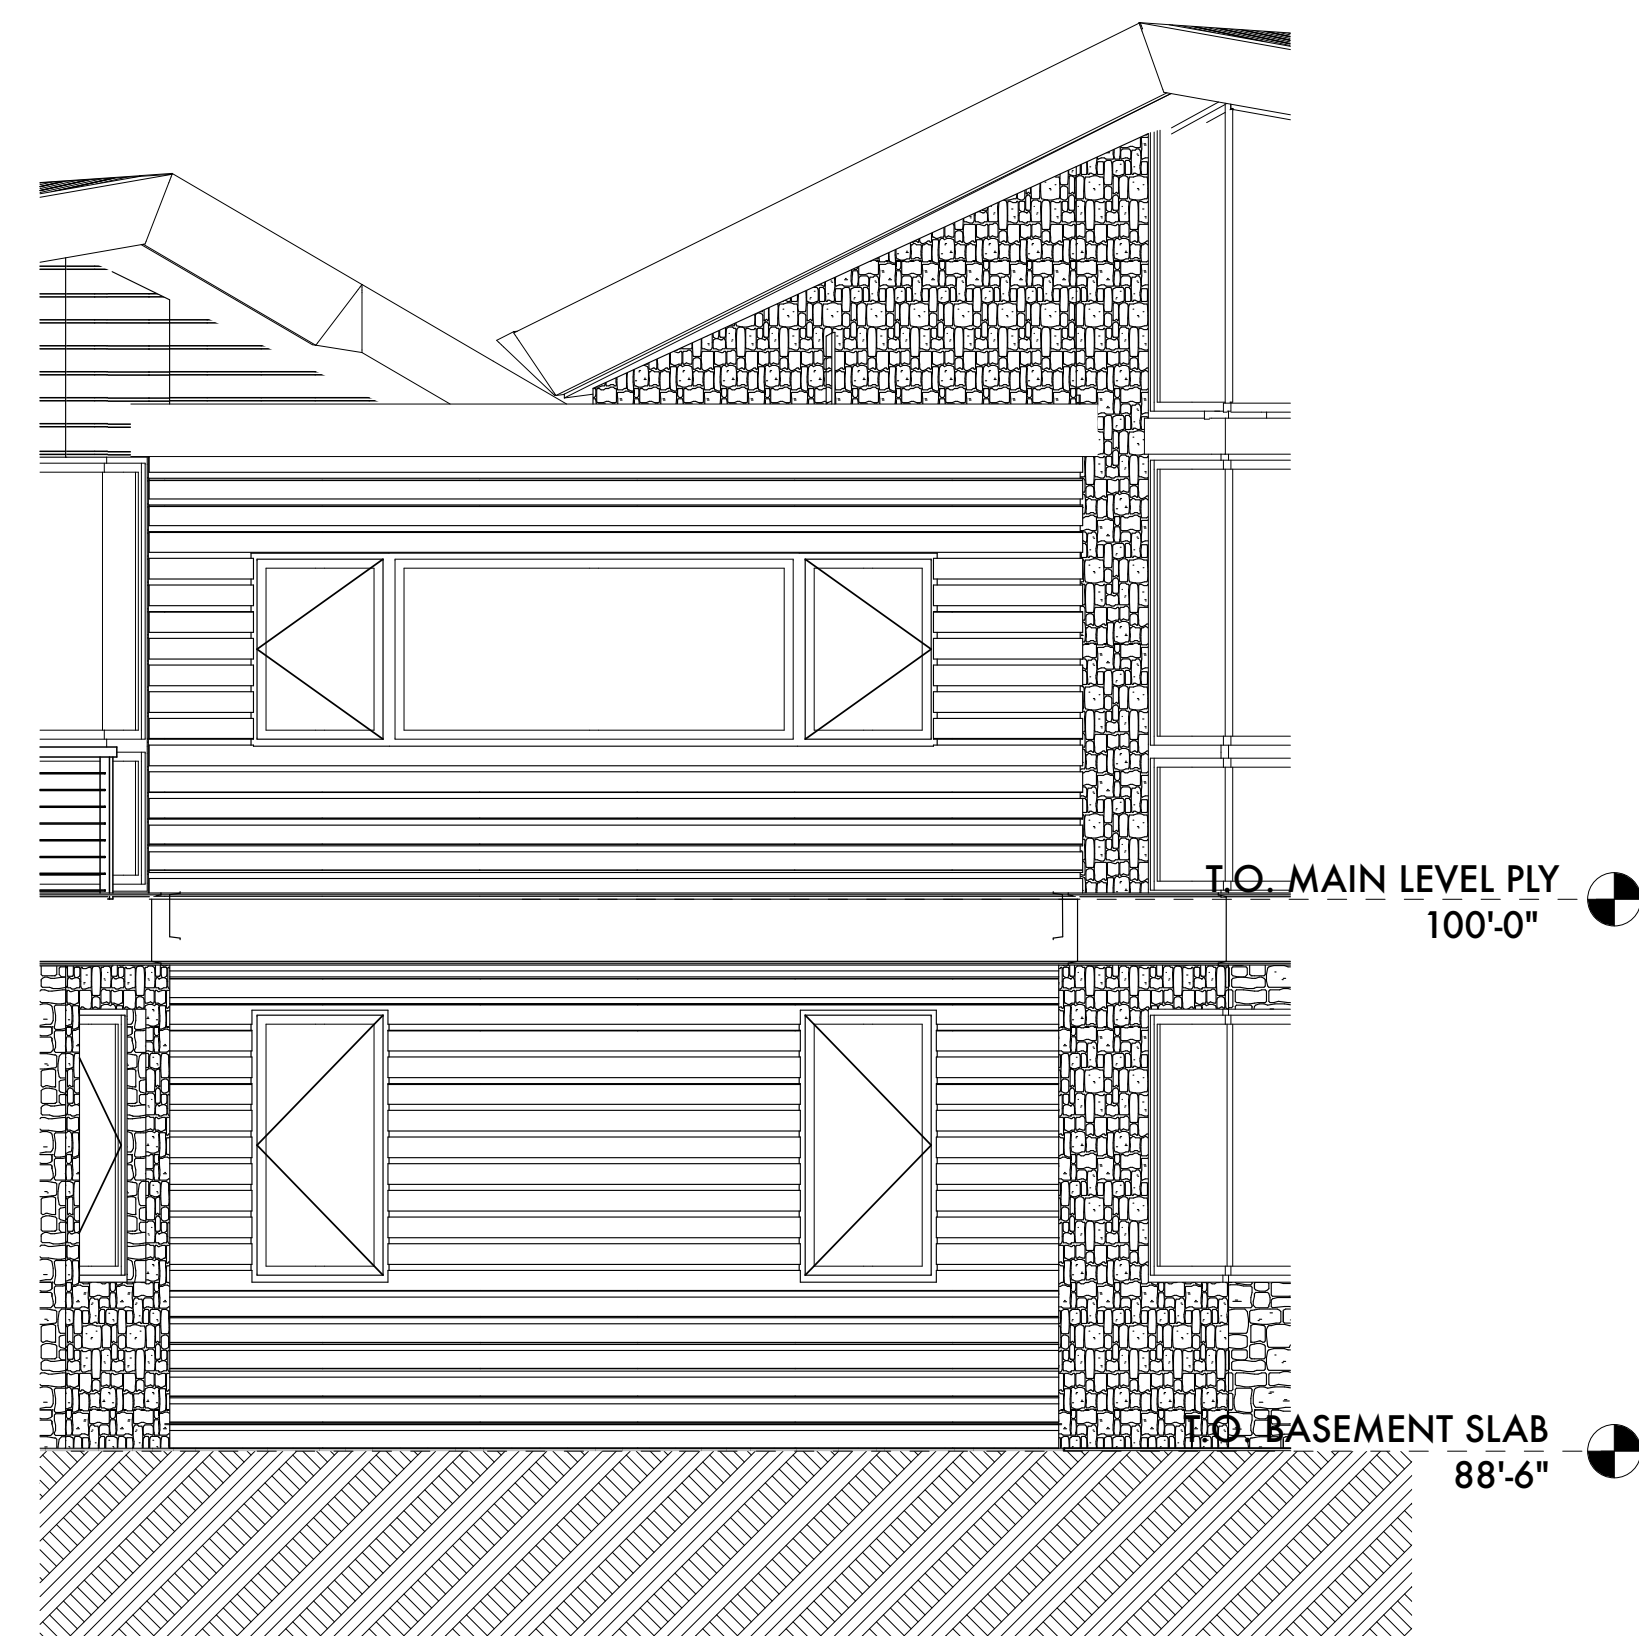 T.O. MAIN LEVEL PLY
100'-0"
T.O. BASEMENT SLAB
88'-6"